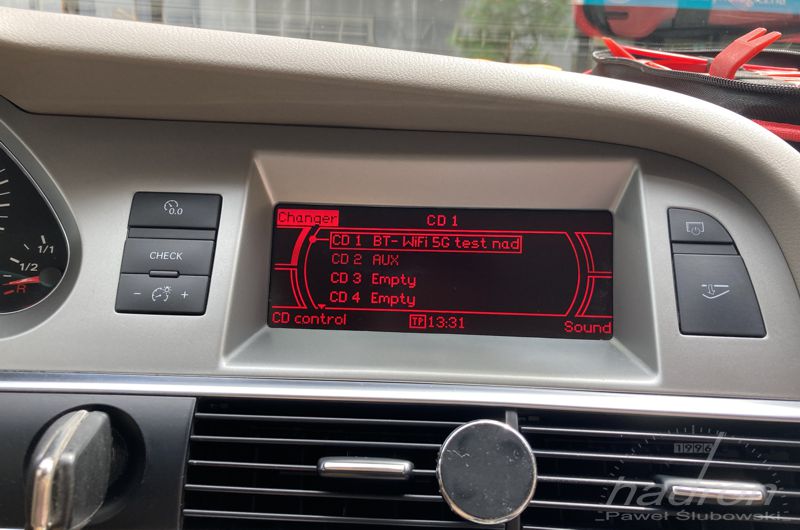 0.0
CHECK
- +
1/1
1/2
R
Changer CD 1
CD 1 BT- WiFi 5G test nad
CD 2 AUX
CD 3 Empty
CD 4 Empty
CD control TP 13:31 Sound
1996
hadron
Paweł Ślubowski